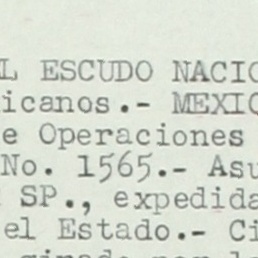 L ESCUDO NACIO
icanos.- MEXIC
e Operaciones
No. 1565.- Asu
SP., expedida
el Estado.- Ci